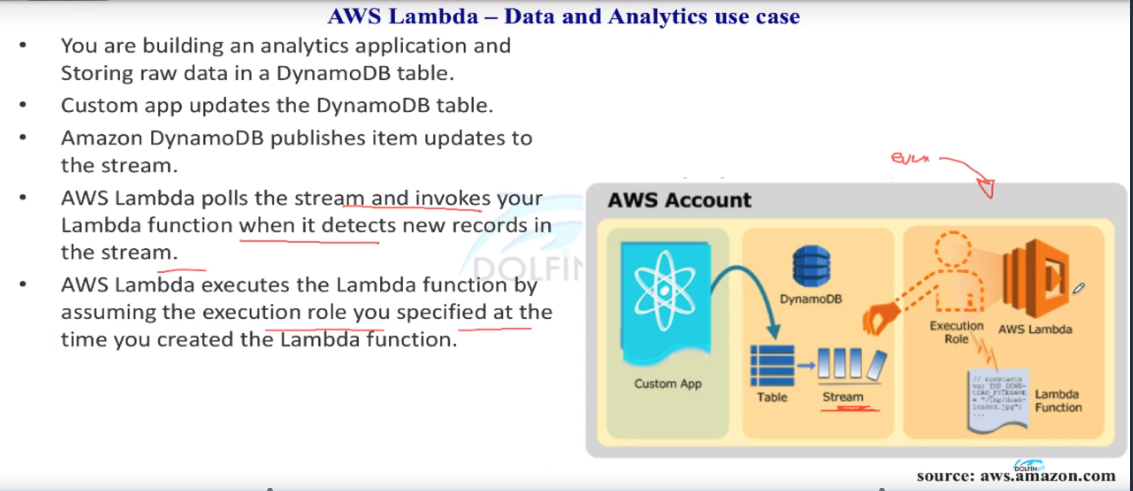 AWS Lambda – Data and Analytics use case
• You are building an analytics application and
Storing raw data in a DynamoDB table.
• Custom app updates the DynamoDB table.
• Amazon DynamoDB publishes item updates to
the stream.
• AWS Lambda polls the stream and invokes your
Lambda function when it detects new records in
the stream.
• AWS Lambda executes the Lambda function by
assuming the execution role you specified at the
time you created the Lambda function.
DOLFIN
AWS Account
DynamoDB
Custom App
Table
Stream
Execution
Role
AWS Lambda
Lambda
Function
DOLFIN
source: aws.amazon.com